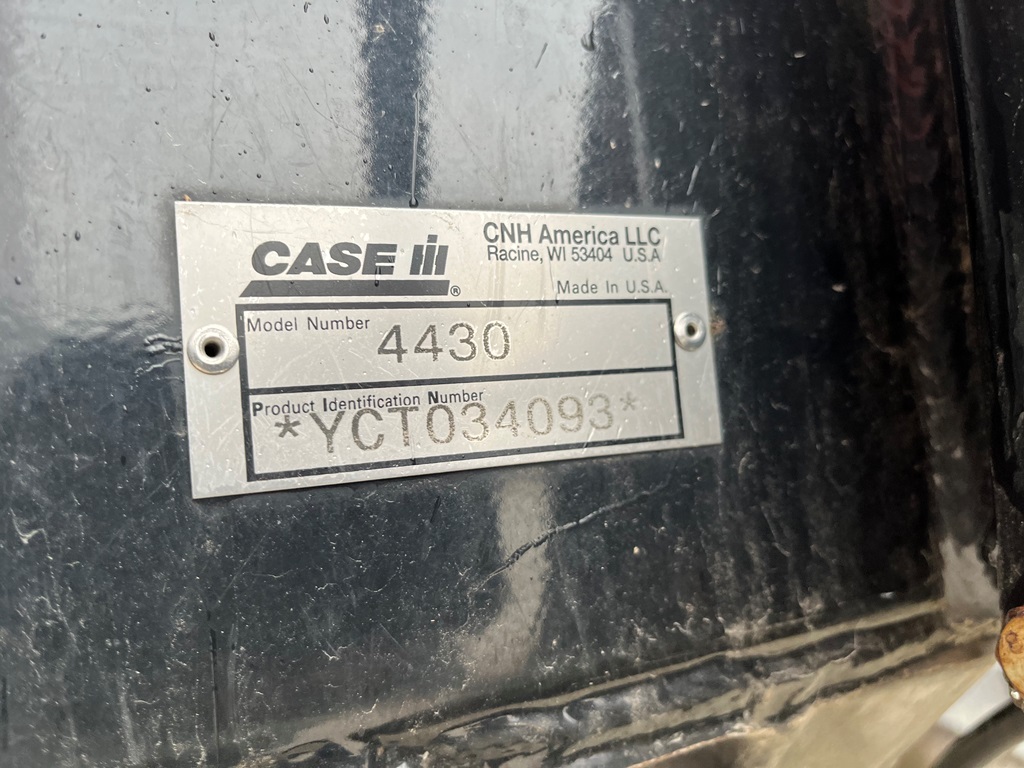 CASE IH ®
CNH America LLC
Racine, WI 53404 U.S.A
Made In U.S.A.
Model Number 4430
Product Identification Number
*YCT034093*